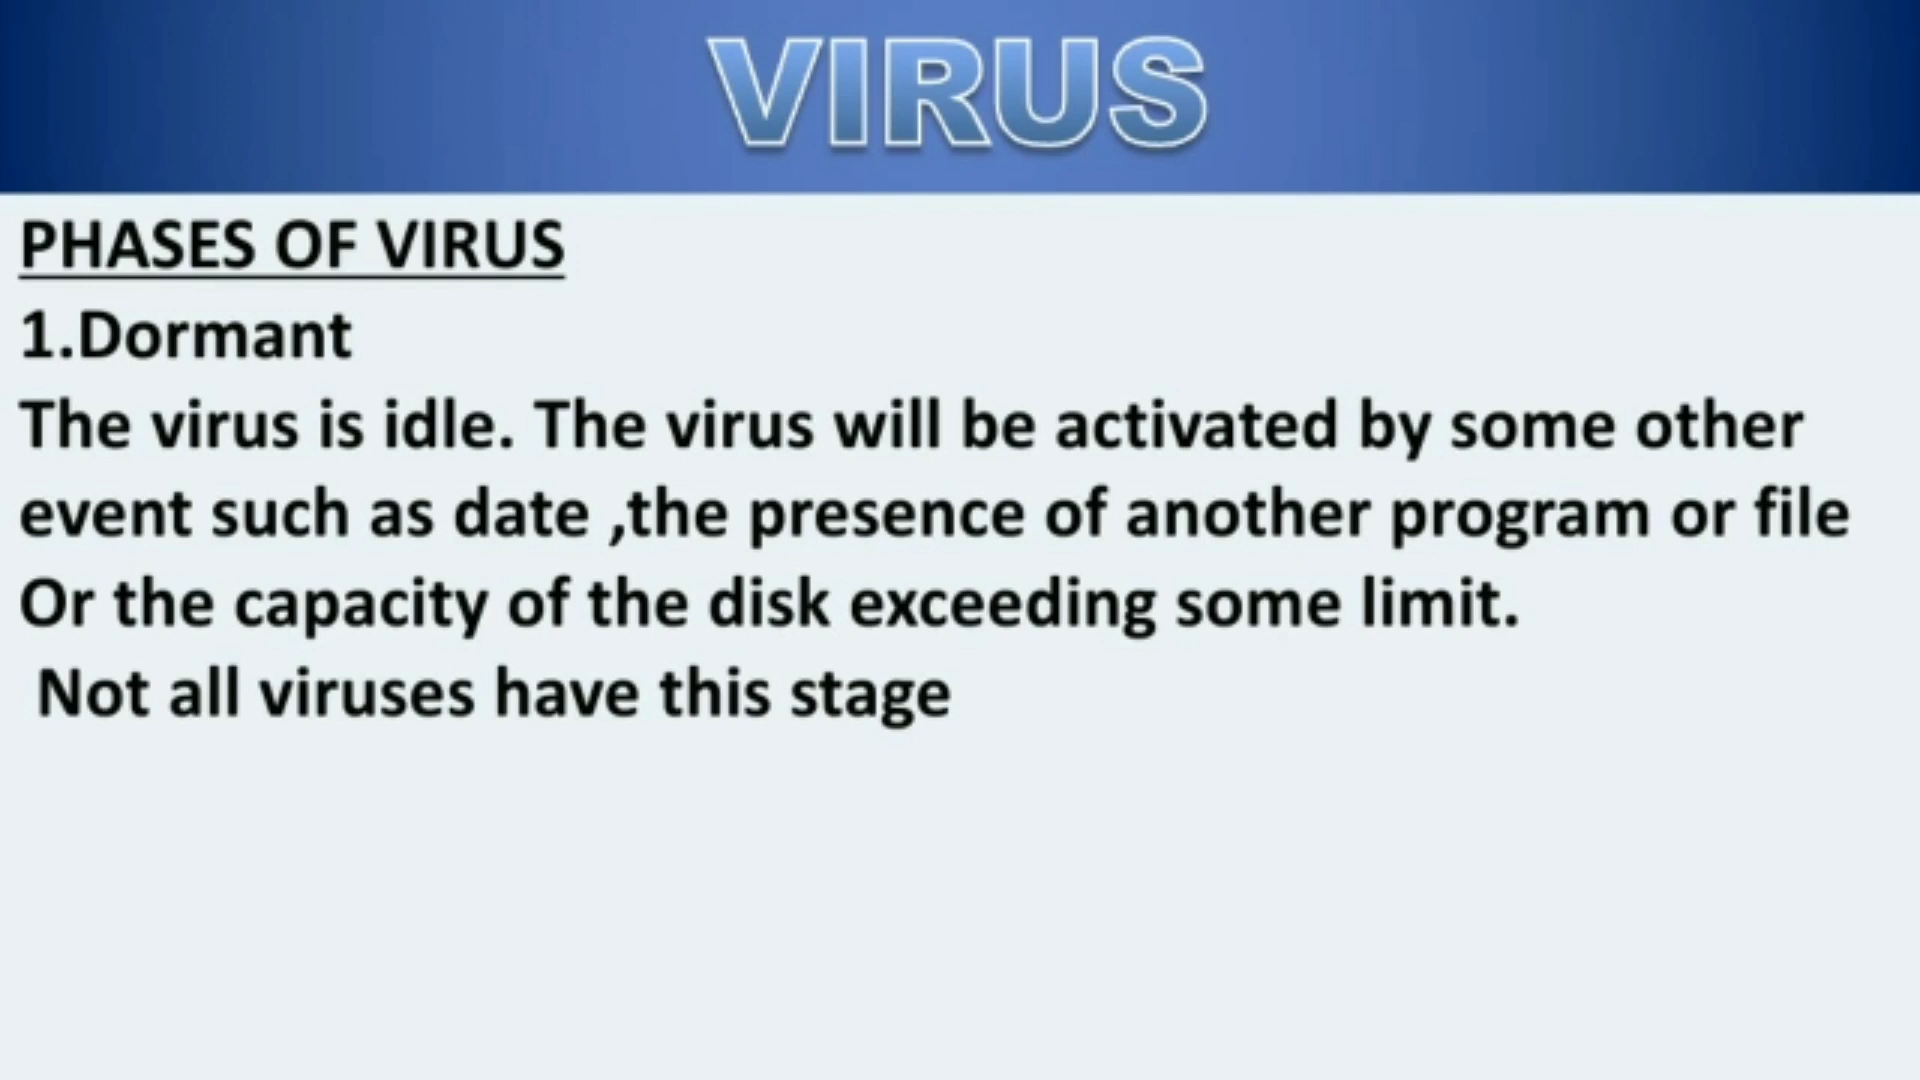 VIRUS
PHASES OF VIRUS
1.Dormant
The virus is idle. The virus will be activated by some other
event such as date ,the presence of another program or file
Or the capacity of the disk exceeding some limit.
Not all viruses have this stage